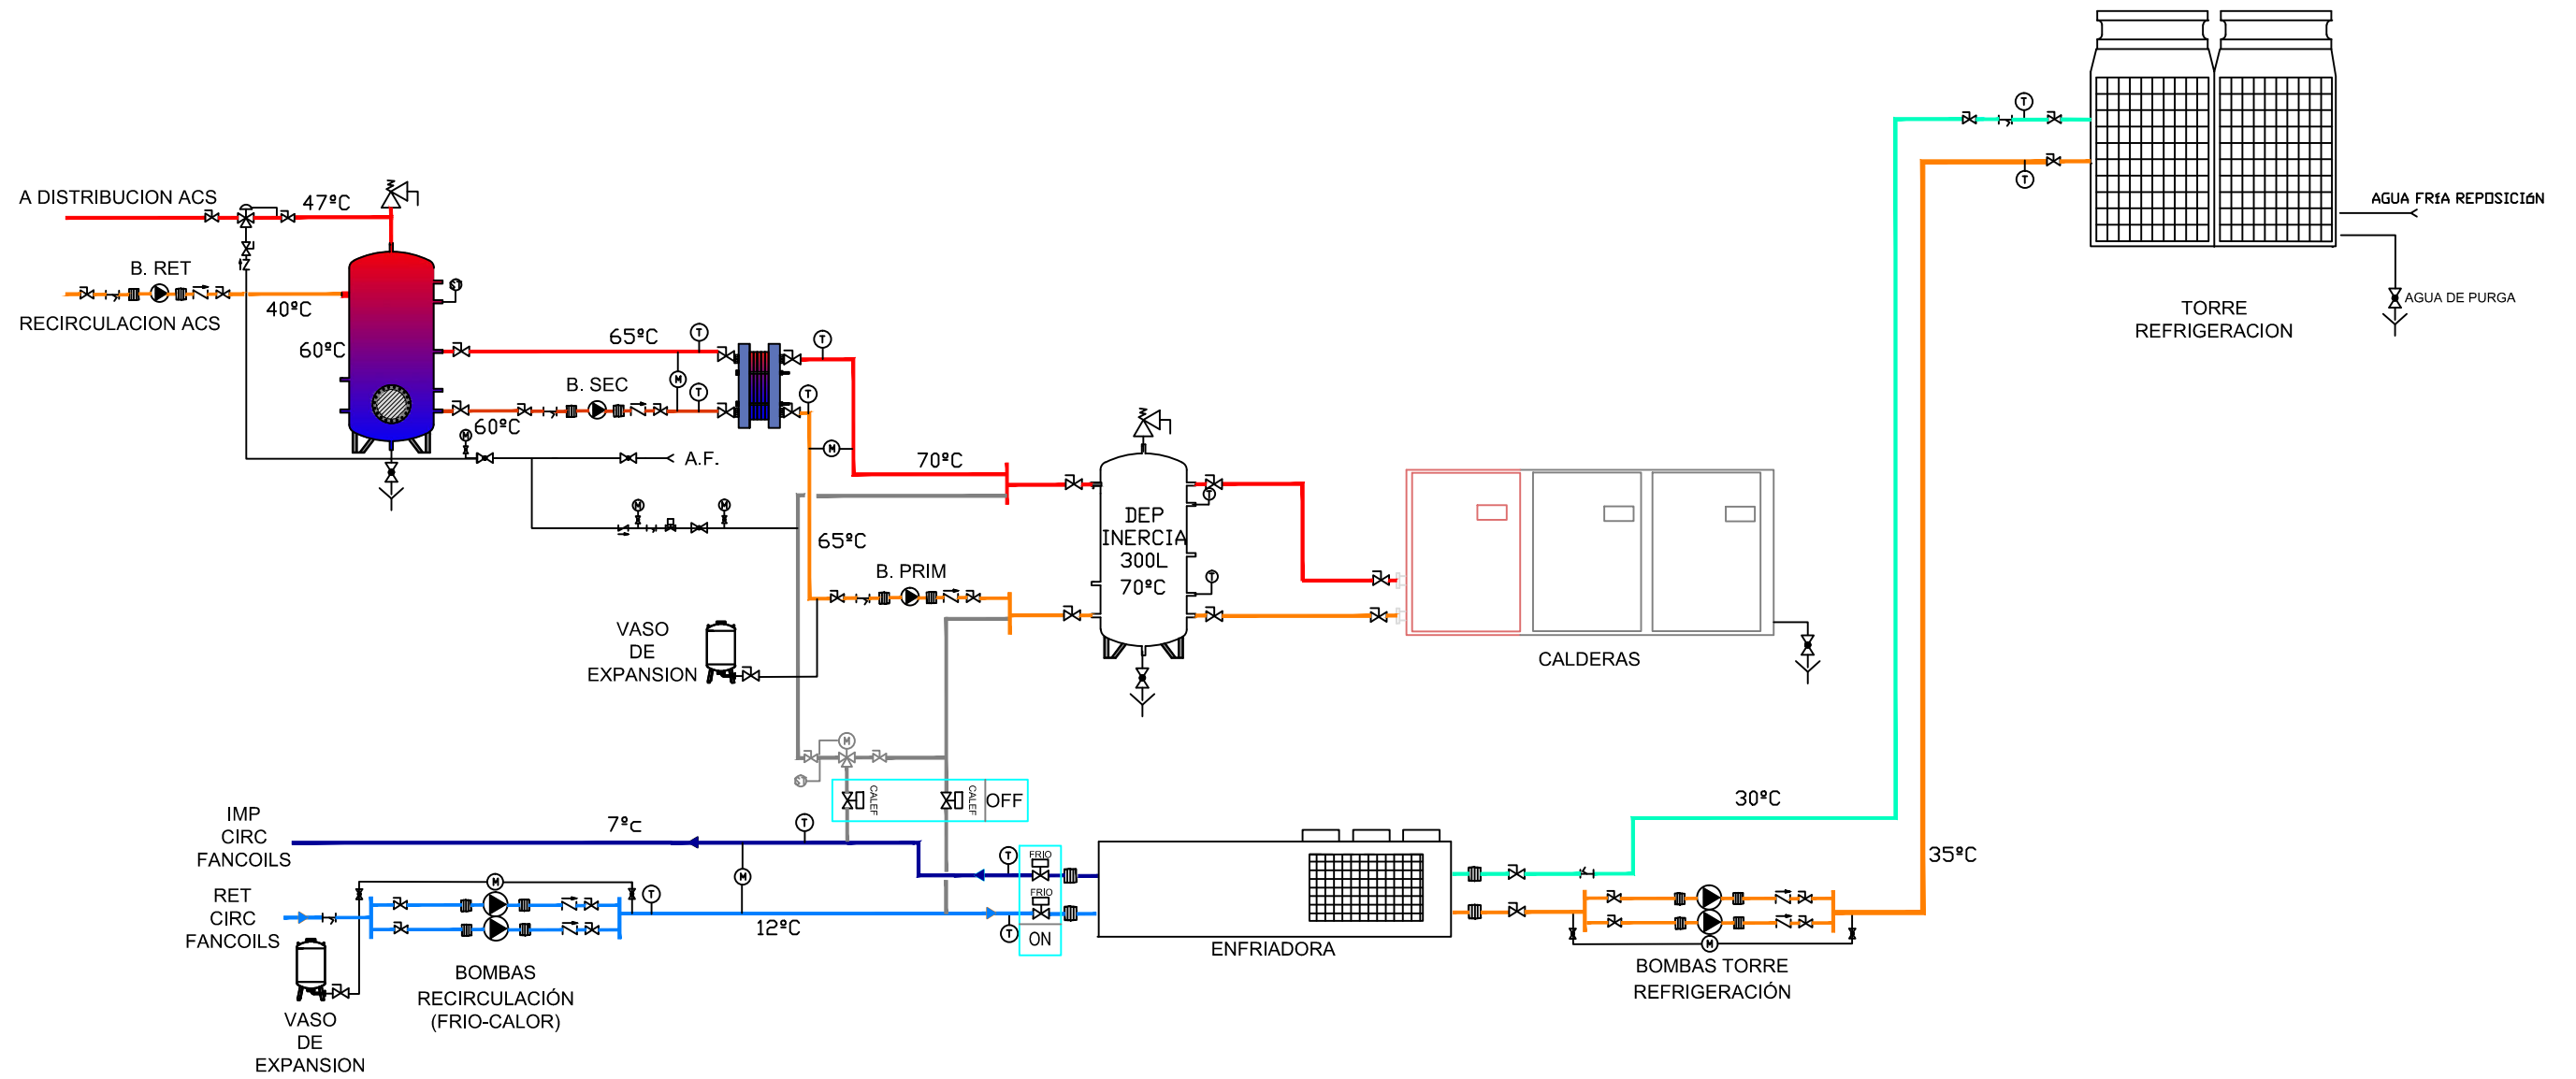 AGUA FRíA REPOSICIóN
A DISTRIBUCION ACS
47ºC
B. RET
40ºC
RECIRCULACION ACS
AGUA DE PURGA
TORRE
REFRIGERACION
65ºC
T
T
T
T
60ºC
M
B. SEC
T
T
60ºC
M
M
A.F.
70ºC
M
M
T
DEP
INERCIA
300L
70ºC
65ºC
B. PRIM
T
VASO
DE
EXPANSION
CALDERAS
M
CALEF
CALEF
OFF
30ºC
IMP
CIRC
FANCOILS
7ºc
T
T
FRIO
35ºC
RET
CIRC
FANCOILS
M
T
M
FRIO
12ºC
T
ON
ENFRIADORA
M
BOMBAS
RECIRCULACIÓN
(FRIO-CALOR)
BOMBAS TORRE
REFRIGERACIÓN
VASO
DE
EXPANSION